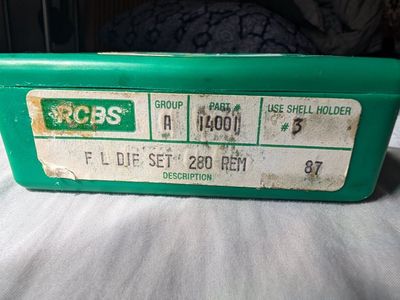 RCBS
GROUP PART # USE SHELL HOLDER
A 14001 # 3
F L DIE SET 280 REM 87
DESCRIPTION